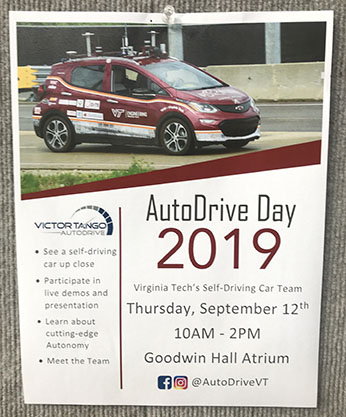 VT ENGINEERING
VICTOR TANGO
AUTODRIVE
• See a self-driving
car up close
• Participate in
live demos and
presentation
• Learn about
cutting-edge
Autonomy
• Meet the Team
AutoDrive Day
2019
Virginia Tech's Self-Driving Car Team
Thursday, September 12th
10AM - 2PM
Goodwin Hall Atrium
@AutoDriveVT